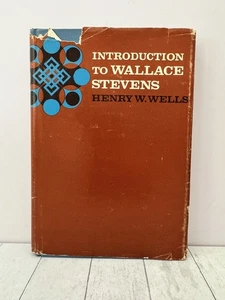 INTRODUCTION
TO WALLACE
STEVENS
HENRY W. WELLS